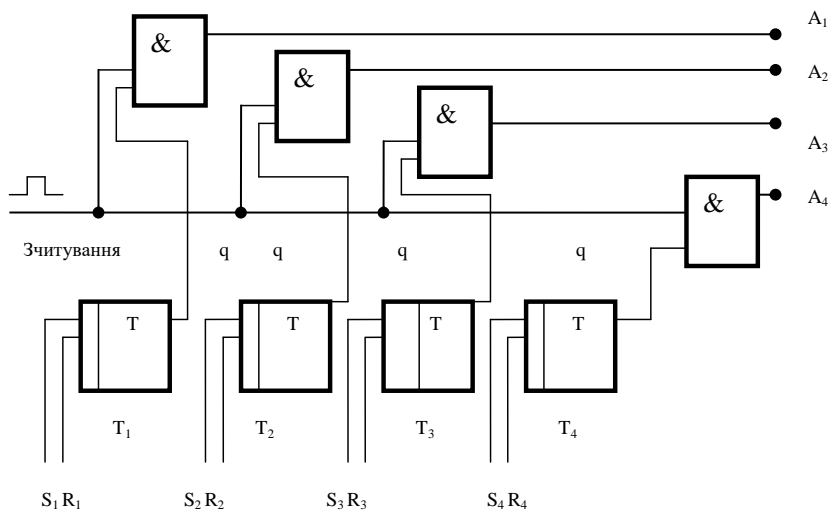 & A₁
& A₂
& A₃
& A₄
Зчитування q q q q
T T T T
T₁ T₂ T₃ T₄
S₁ R₁ S₂ R₂ S₃ R₃ S₄ R₄